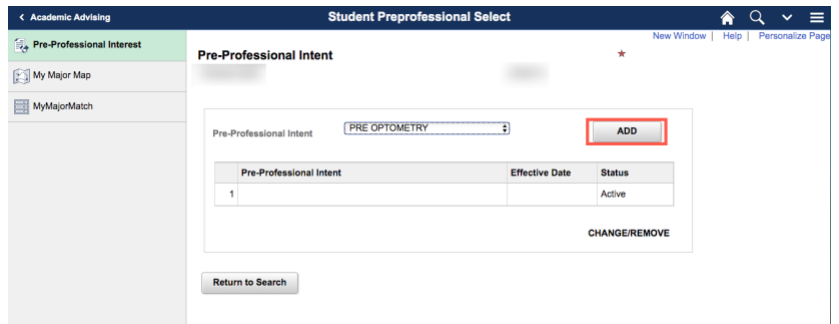 Academic Advising
Student Preprofessional Select
New Window | Help | Personalize Page
Pre-Professional Interest
My Major Map
MyMajorMatch
Pre-Professional Intent
Pre-Professional Intent PRE OPTOMETRY ADD
Pre-Professional Intent Effective Date Status
1 Active
CHANGE/REMOVE
Return to Search